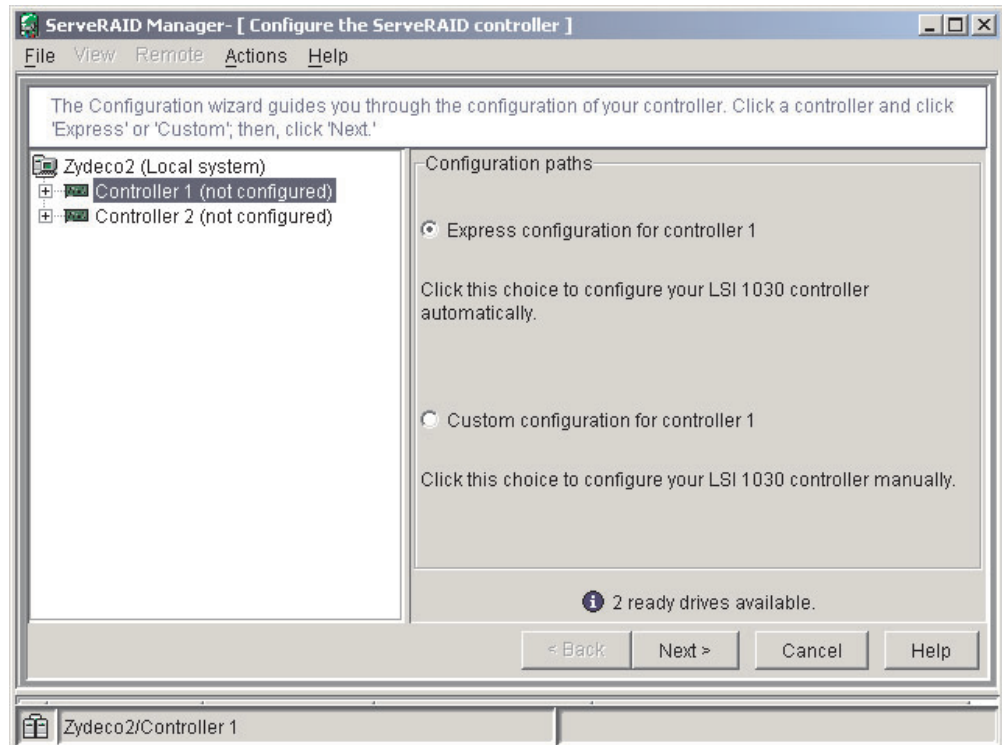 ServeRAID Manager- [ Configure the ServeRAID controller ]
File View Remote Actions Help
The Configuration wizard guides you through the configuration of your controller. Click a controller and click
'Express' or 'Custom'; then, click 'Next.'
Zydeco2 (Local system)
Controller 1 (not configured)
Controller 2 (not configured)
Configuration paths
Express configuration for controller 1
Click this choice to configure your LSI 1030 controller
automatically.
Custom configuration for controller 1
Click this choice to configure your LSI 1030 controller manually.
2 ready drives available.
< Back Next > Cancel Help
Zydeco2/Controller 1